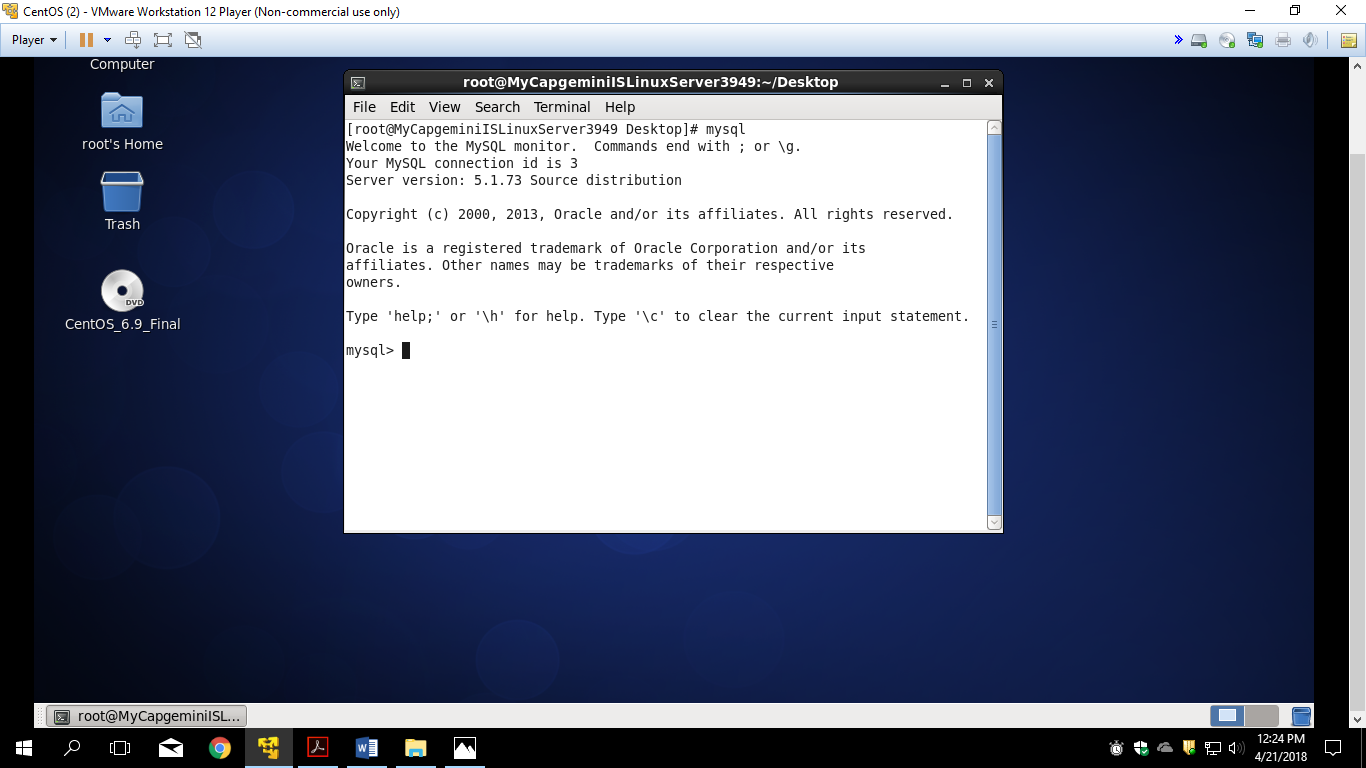 CentOS (2) - VMware Workstation 12 Player (Non-commercial use only)
Player
Computer
root's Home
Trash
DVD
CentOS_6.9_Final
root@MyCapgeminiISLinuxServer3949:~/Desktop
File Edit View Search Terminal Help
[root@MyCapgeminiISLinuxServer3949 Desktop]# mysql
Welcome to the MySQL monitor.  Commands end with ; or \g.
Your MySQL connection id is 3
Server version: 5.1.73 Source distribution
Copyright (c) 2000, 2013, Oracle and/or its affiliates. All rights reserved.
Oracle is a registered trademark of Oracle Corporation and/or its
affiliates. Other names may be trademarks of their respective
owners.
Type 'help;' or '\h' for help. Type '\c' to clear the current input statement.
mysql>
root@MyCapgeminiISL...
12:24 PM
4/21/2018